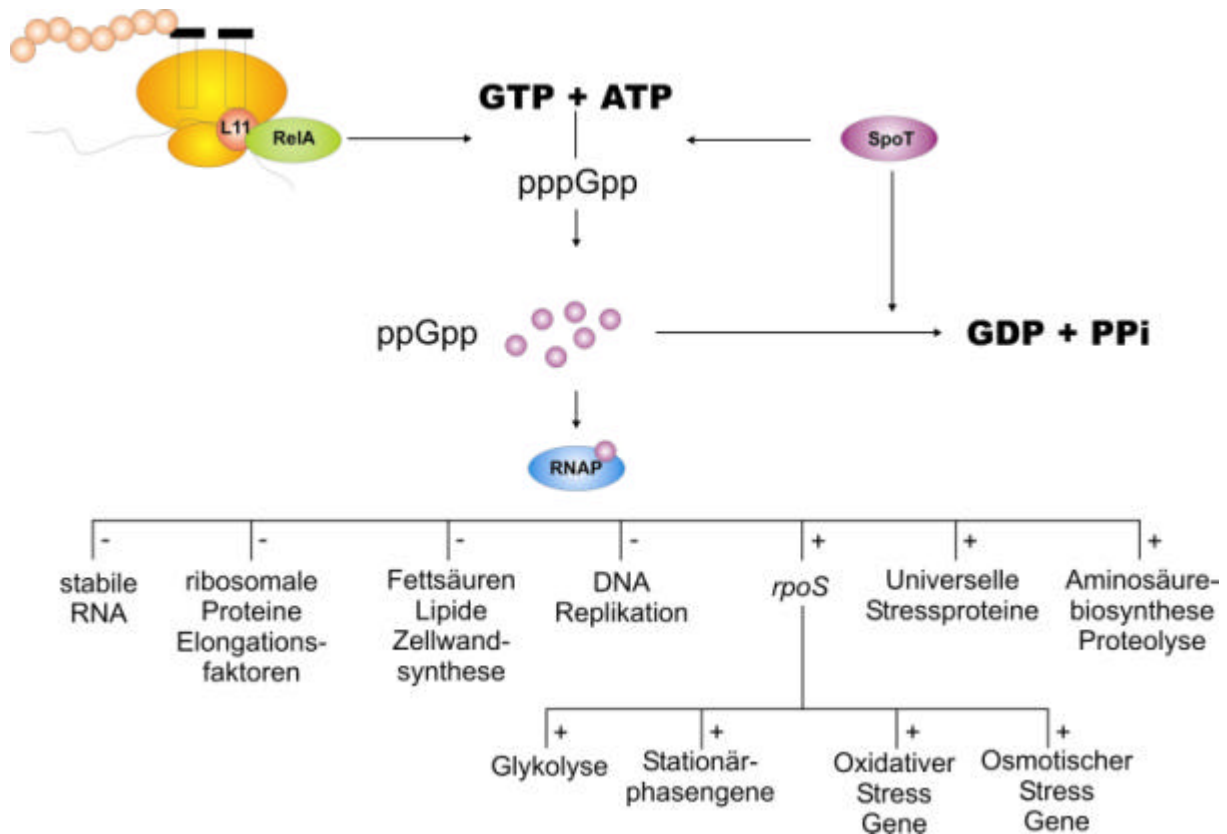 GTP + ATP
L11
RelA
SpoT
pppGpp
ppGpp
GDP + PPi
RNAP
-
-
-
-
+
+
+
stabile
RNA
ribosomale
Proteine
Elongations-
faktoren
Fettsäuren
Lipide
Zellwand-
synthese
DNA
Replikation
rpoS
Universelle
Stressproteine
Aminosäure-
biosynthese
Proteolyse
+
+
+
+
Glykolyse
Stationär-
phasengene
Oxidativer
Stress
Gene
Osmotischer
Stress
Gene